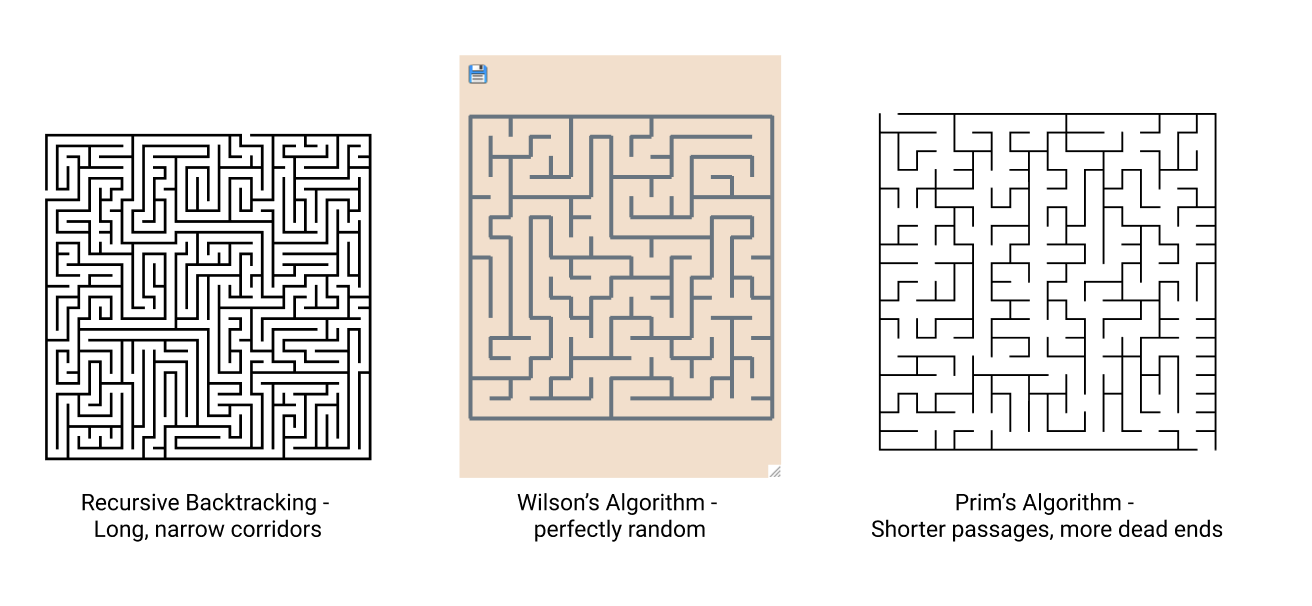 Recursive Backtracking -
Long, narrow corridors
Wilson’s Algorithm -
perfectly random
Prim’s Algorithm -
Shorter passages, more dead ends